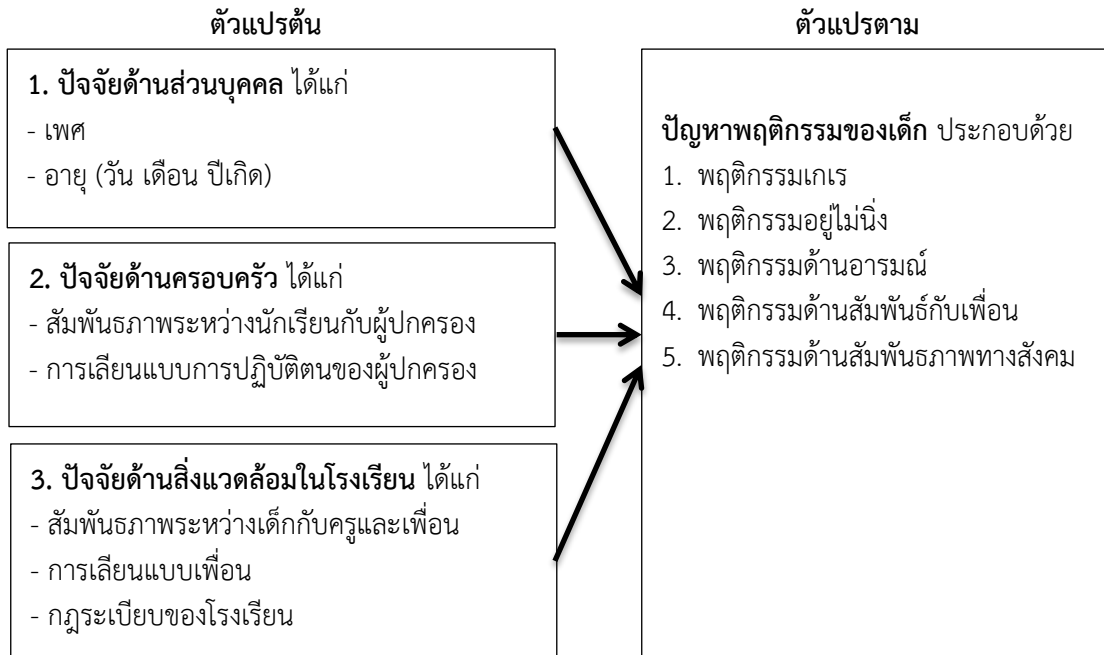 ตัวแปรต้น
1. ปัจจัยด้านส่วนบุคคล ได้แก่
- เพศ
- อายุ (วัน เดือน ปีเกิด)
2. ปัจจัยด้านครอบครัว ได้แก่
- สัมพันธภาพระหว่างนักเรียนกับผู้ปกครอง
- การเลียนแบบการปฏิบัติตนของผู้ปกครอง
3. ปัจจัยด้านสิ่งแวดล้อมในโรงเรียน ได้แก่
- สัมพันธภาพระหว่างเด็กกับครูและเพื่อน
- การเลียนแบบเพื่อน
- กฎระเบียบของโรงเรียน
ตัวแปรตาม
ปัญหาพฤติกรรมของเด็ก ประกอบด้วย
1. พฤติกรรมเกเร
2. พฤติกรรมอยู่ไม่นิ่ง
3. พฤติกรรมด้านอารมณ์
4. พฤติกรรมด้านสัมพันธ์กับเพื่อน
5. พฤติกรรมด้านสัมพันธภาพทางสังคม